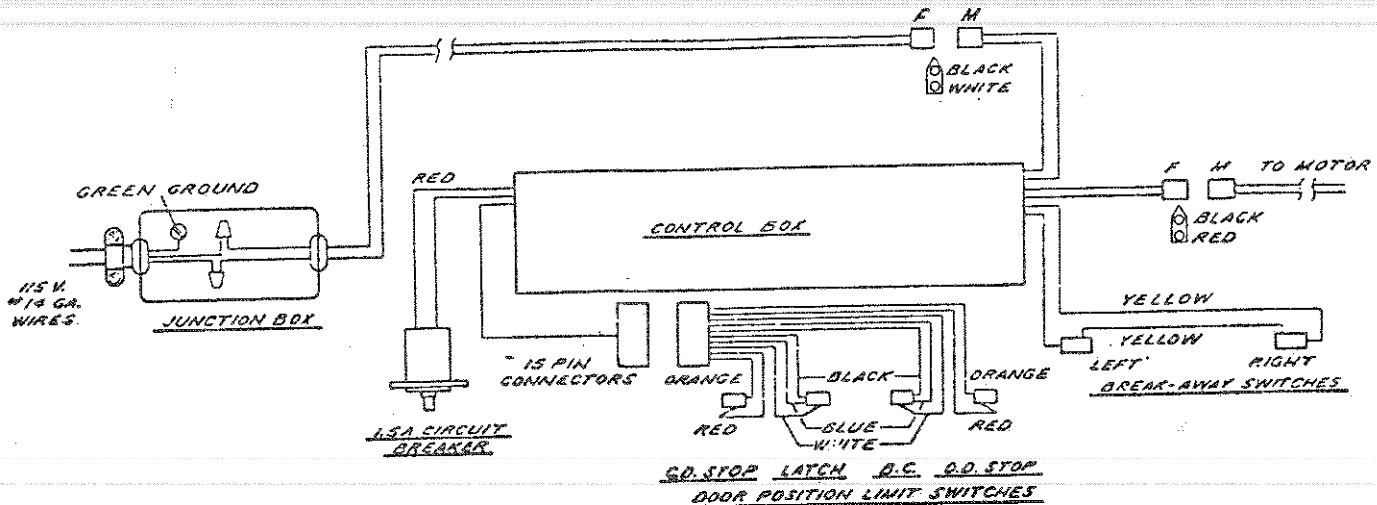 F M
BLACK
WHITE
RED
GREEN GROUND
F M TO MOTOR
BLACK
RED
CONTROL BOX
115 V.
#14 GA.
WIRES.
JUNCTION BOX
YELLOW
YELLOW
LEFT RIGHT
BREAK-AWAY SWITCHES
15 PIN
CONNECTORS
ORANGE BLACK ORANGE
RED BLUE RED
WHITE
1.5A CIRCUIT
BREAKER
C.D. STOP LATCH B.C. O.D. STOP
DOOR POSITION LIMIT SWITCHES